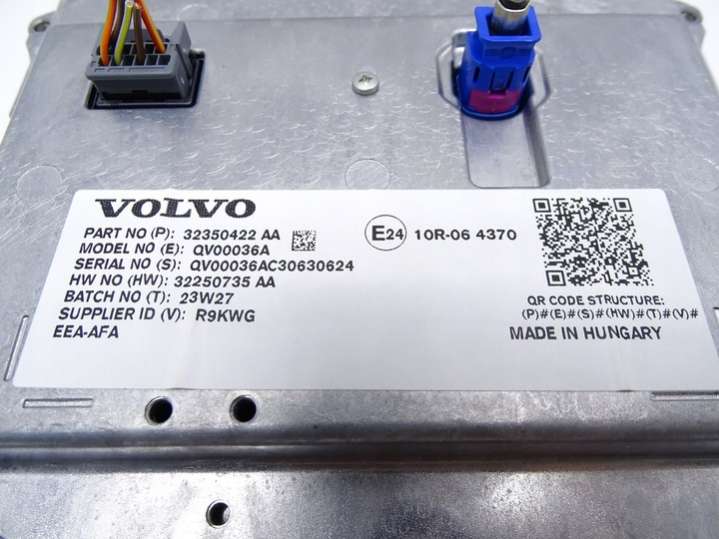 VOLVO
PART NO (P): 32350422 AA
MODEL NO (E): QV00036A
SERIAL NO (S): QV00036AC30630624
HW NO (HW): 32250735 AA
BATCH NO (T): 23W27
SUPPLIER ID (V): R9KWG
EEA-AFA
E24 10R-06 4370
QR CODE STRUCTURE:
(P)#(E)#(S)#(HW)#(T)#(V)#
MADE IN HUNGARY